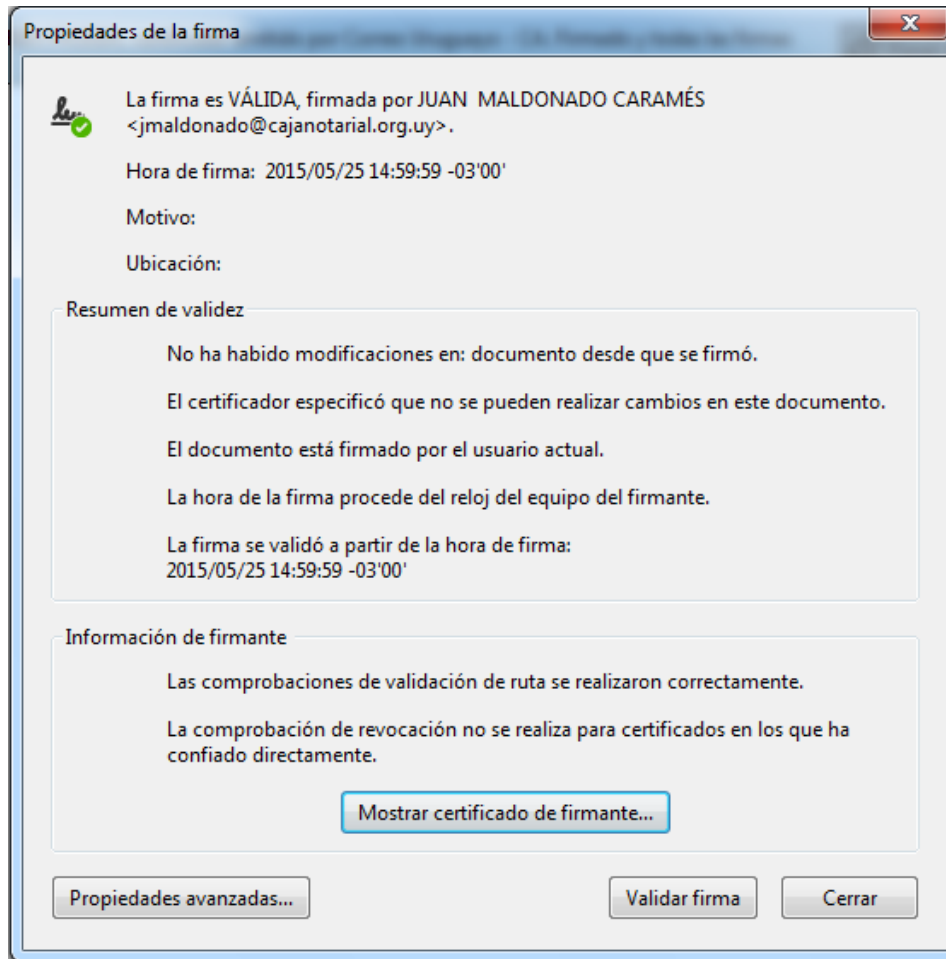 Propiedades de la firma
La firma es VÁLIDA, firmada por JUAN  MALDONADO CARAMÉS
<jmaldonado@cajanotarial.org.uy>.
Hora de firma:  2015/05/25 14:59:59 -03'00'
Motivo:
Ubicación:
Resumen de validez
No ha habido modificaciones en: documento desde que se firmó.
El certificador especificó que no se pueden realizar cambios en este documento.
El documento está firmado por el usuario actual.
La hora de la firma procede del reloj del equipo del firmante.
La firma se validó a partir de la hora de firma:
2015/05/25 14:59:59 -03'00'
Información de firmante
Las comprobaciones de validación de ruta se realizaron correctamente.
La comprobación de revocación no se realiza para certificados en los que ha
confiado directamente.
Mostrar certificado de firmante...
Propiedades avanzadas...
Validar firma
Cerrar